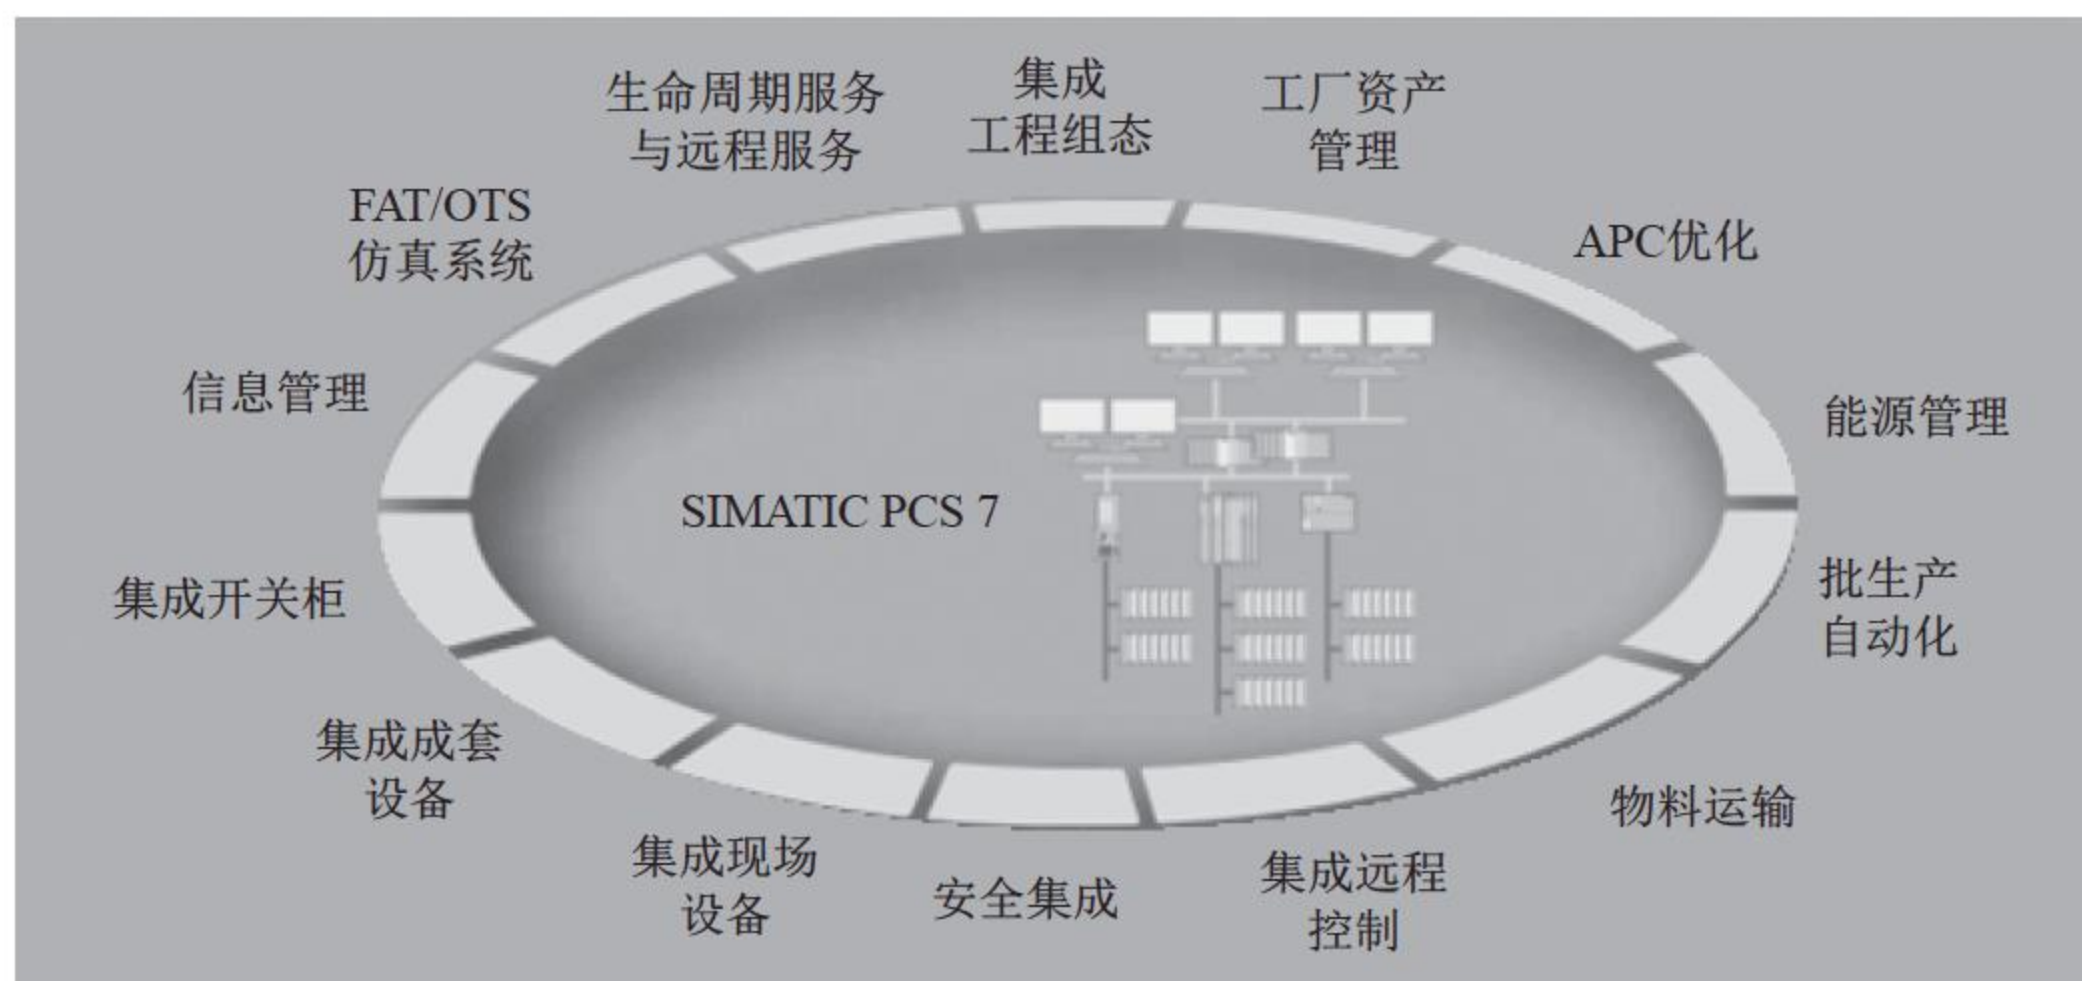 生命周期服务
与远程服务
集成
工程组态
工厂资产
管理
FAT/OTS
仿真系统
APC优化
信息管理
能源管理
SIMATIC PCS 7
集成开关柜
批生产
自动化
集成成套
设备
物料运输
集成现场
设备
安全集成
集成远程
控制